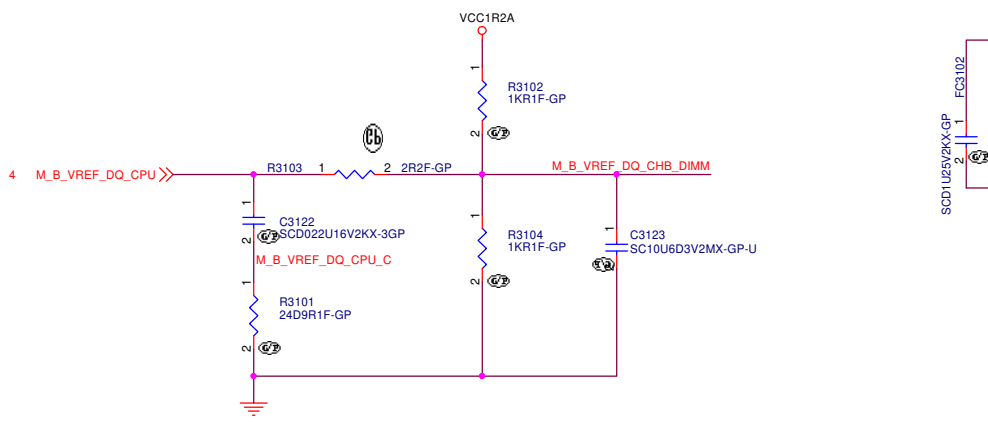 VCC1R2A
1
R3102
1KR1F-GP
2
G/P
Cb
4 M_B_VREF_DQ_CPU
R3103 1 2 2R2F-GP
M_B_VREF_DQ_CHB_DIMM
1
C3122
SCD022U16V2KX-3GP
2
G/P
M_B_VREF_DQ_CPU_C
1
R3101
24D9R1F-GP
2
G/P
1
R3104
1KR1F-GP
2
G/P
1
C3123
SC10U6D3V2MX-GP-U
FC3102
SCD1U25V2KX-GP
1
2
G/P